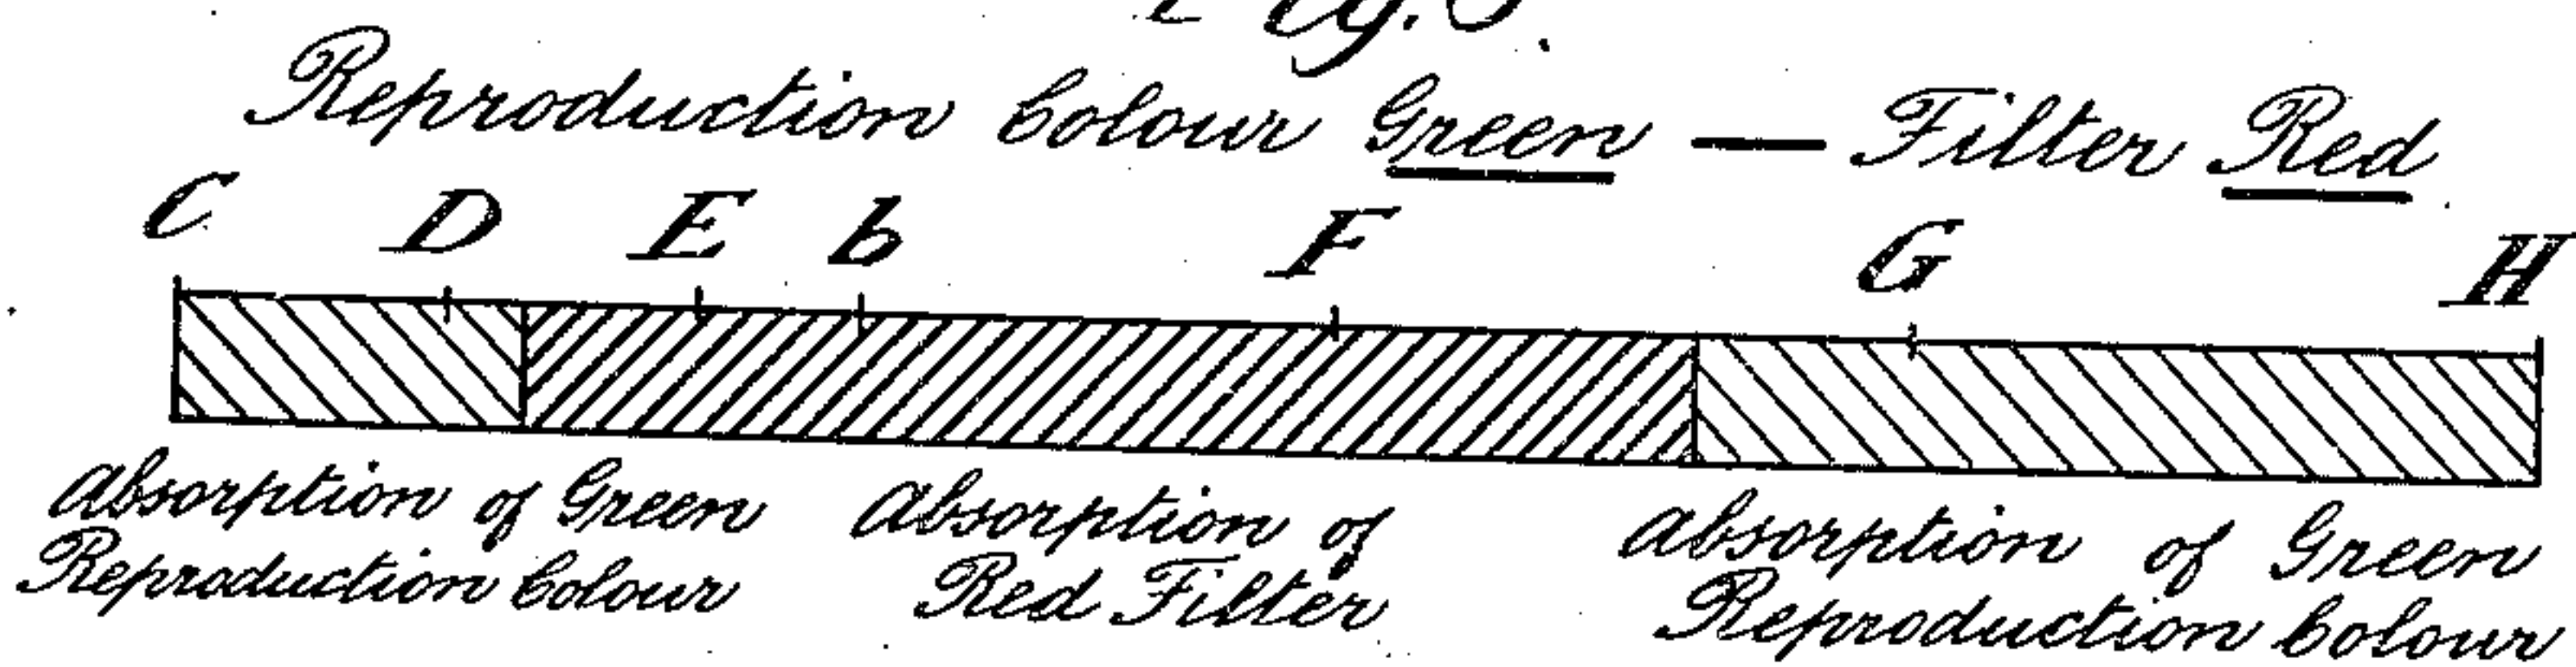 Reproduction Colour Green — Filter Red
C D E b F G H
Absorption of Green Absorption of Absorption of Green
Reproduction Colour Red Filter Reproduction Colour